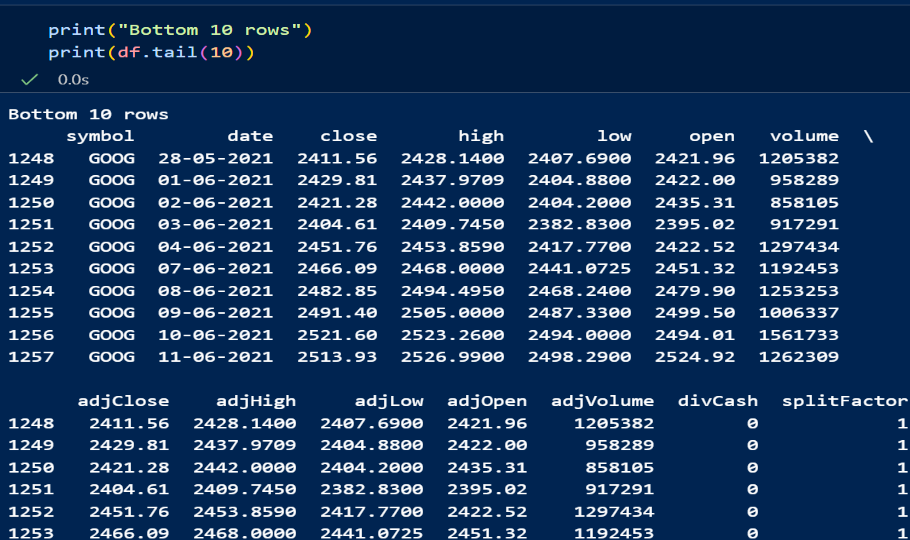 print("Bottom 10 rows")
print(df.tail(10))
0.0s
Bottom 10 rows
symbol date close high low open volume \
1248 GOOG 28-05-2021 2411.56 2428.1400 2407.6900 2421.96 1205382
1249 GOOG 01-06-2021 2429.81 2437.9709 2404.8800 2422.00 958289
1250 GOOG 02-06-2021 2421.28 2442.0000 2404.2000 2435.31 858105
1251 GOOG 03-06-2021 2404.61 2409.7450 2382.8300 2395.02 917291
1252 GOOG 04-06-2021 2451.76 2453.8590 2417.7700 2422.52 1297434
1253 GOOG 07-06-2021 2466.09 2468.0000 2441.0725 2451.32 1192453
1254 GOOG 08-06-2021 2482.85 2494.4950 2468.2400 2479.90 1253253
1255 GOOG 09-06-2021 2491.40 2505.0000 2487.3300 2499.50 1006337
1256 GOOG 10-06-2021 2521.60 2523.2600 2494.0000 2494.01 1561733
1257 GOOG 11-06-2021 2513.93 2526.9900 2498.2900 2524.92 1262309
adjClose adjHigh adjLow adjOpen adjVolume divCash splitFactor
1248 2411.56 2428.1400 2407.6900 2421.96 1205382 0 1
1249 2429.81 2437.9709 2404.8800 2422.00 958289 0 1
1250 2421.28 2442.0000 2404.2000 2435.31 858105 0 1
1251 2404.61 2409.7450 2382.8300 2395.02 917291 0 1
1252 2451.76 2453.8590 2417.7700 2422.52 1297434 0 1
1253 2466.09 2468.0000 2441.0725 2451.32 1192453 0 1